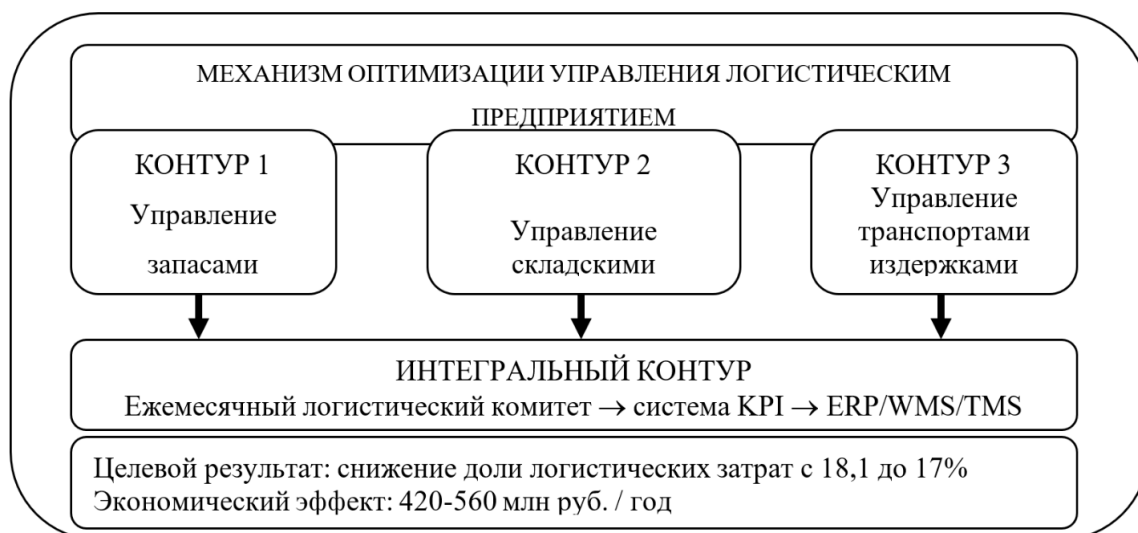 МЕХАНИЗМ ОПТИМИЗАЦИИ УПРАВЛЕНИЯ ЛОГИСТИЧЕСКИМ
ПРЕДПРИЯТИЕМ
КОНТУР 1
Управление
запасами
КОНТУР 2
Управление
складскими
КОНТУР 3
Управление
транспортами
издержками
ИНТЕГРАЛЬНЫЙ КОНТУР
Ежемесячный логистический комитет → система KPI → ERP/WMS/TMS
Целевой результат: снижение доли логистических затрат с 18,1 до 17%
Экономический эффект: 420-560 млн руб. / год